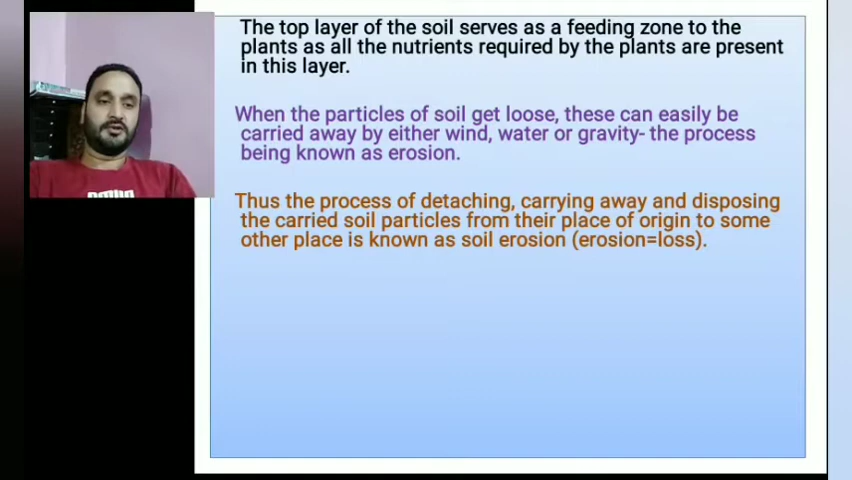 The top layer of the soil serves as a feeding zone to the
plants as all the nutrients required by the plants are present
in this layer.
When the particles of soil get loose, these can easily be
carried away by either wind, water or gravity- the process
being known as erosion.
Thus the process of detaching, carrying away and disposing
the carried soil particles from their place of origin to some
other place is known as soil erosion (erosion=loss).